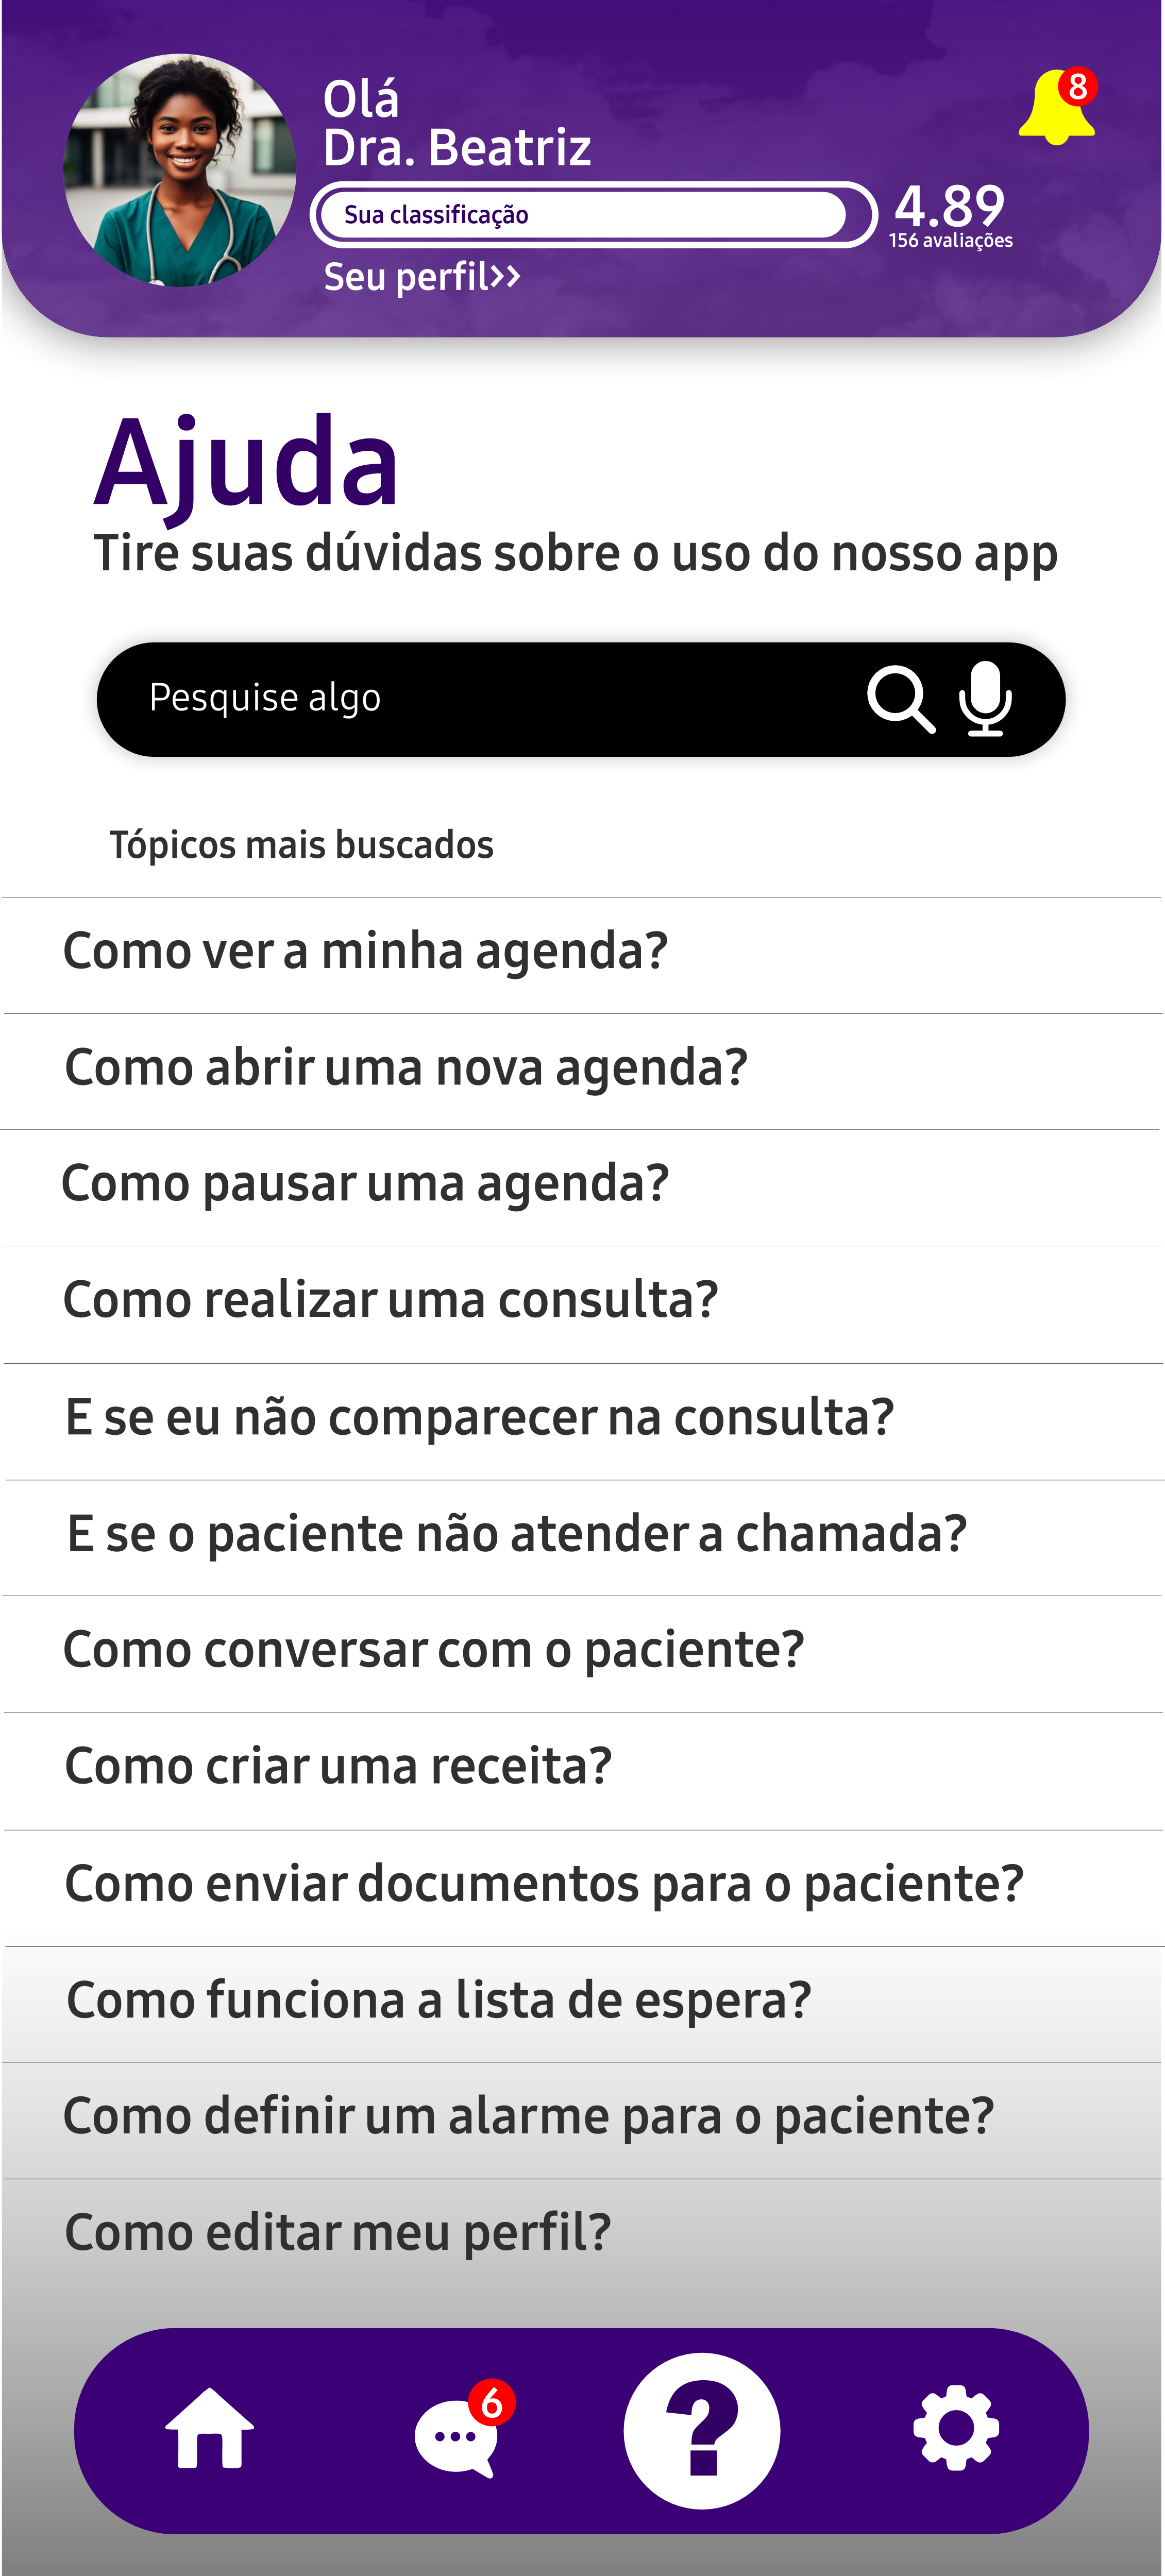 Olá
Dra. Beatriz
8
Sua classificação
4.89
156 avaliações
Seu perfil>>
Ajuda
Tire suas dúvidas sobre o uso do nosso app
Pesquise algo
Tópicos mais buscados
Como ver a minha agenda?
Como abrir uma nova agenda?
Como pausar uma agenda?
Como realizar uma consulta?
E se eu não comparecer na consulta?
E se o paciente não atender a chamada?
Como conversar com o paciente?
Como criar uma receita?
Como enviar documentos para o paciente?
Como funciona a lista de espera?
Como definir um alarme para o paciente?
Como editar meu perfil?
6
?